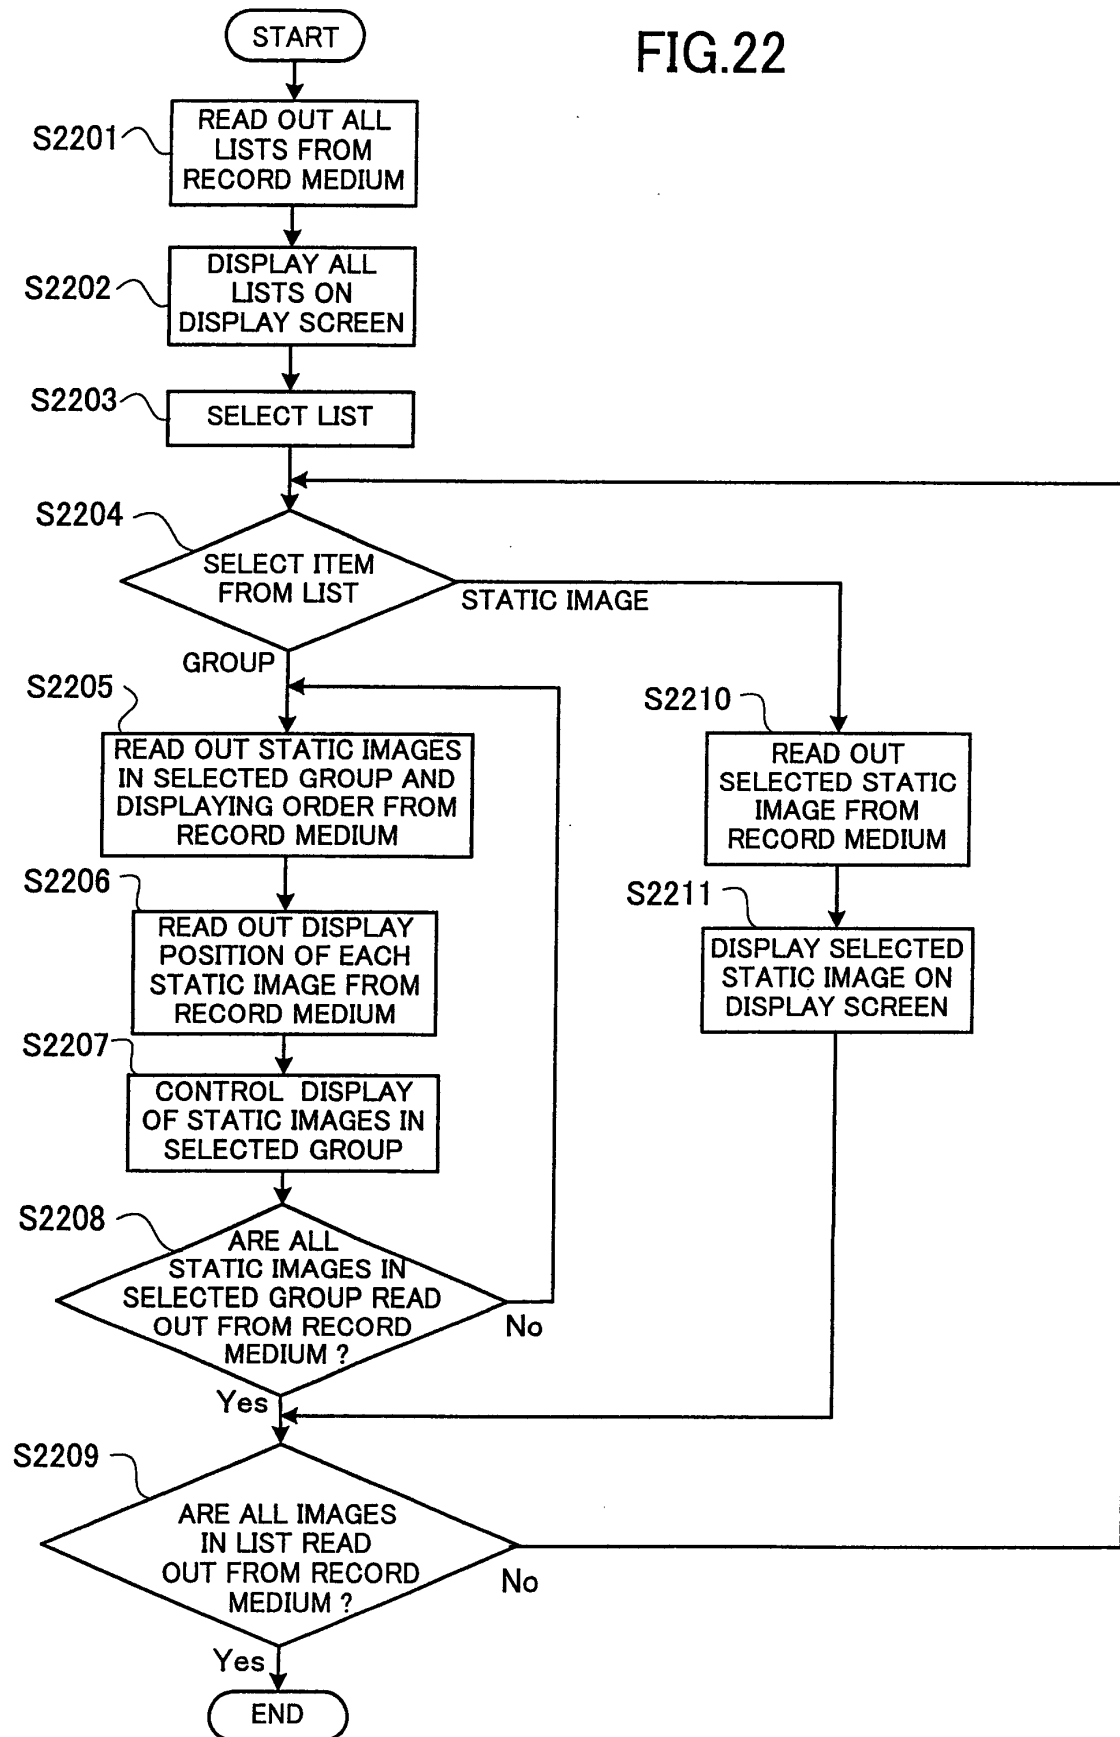 FIG.22
START
S2201
READ OUT ALL
LISTS FROM
RECORD MEDIUM
S2202
DISPLAY ALL
LISTS ON
DISPLAY SCREEN
S2203
SELECT LIST
S2204
SELECT ITEM
FROM LIST
STATIC IMAGE
GROUP
S2205
READ OUT STATIC IMAGES
IN SELECTED GROUP AND
DISPLAYING ORDER FROM
RECORD MEDIUM
S2206
READ OUT DISPLAY
POSITION OF EACH
STATIC IMAGE FROM
RECORD MEDIUM
S2207
CONTROL DISPLAY
OF STATIC IMAGES IN
SELECTED GROUP
S2208
ARE ALL
STATIC IMAGES IN
SELECTED GROUP READ
OUT FROM RECORD
MEDIUM ?
No
Yes
S2210
READ OUT
SELECTED STATIC
IMAGE FROM
RECORD MEDIUM
S2211
DISPLAY SELECTED
STATIC IMAGE ON
DISPLAY SCREEN
S2209
ARE ALL IMAGES
IN LIST READ
OUT FROM RECORD
MEDIUM ?
No
Yes
END